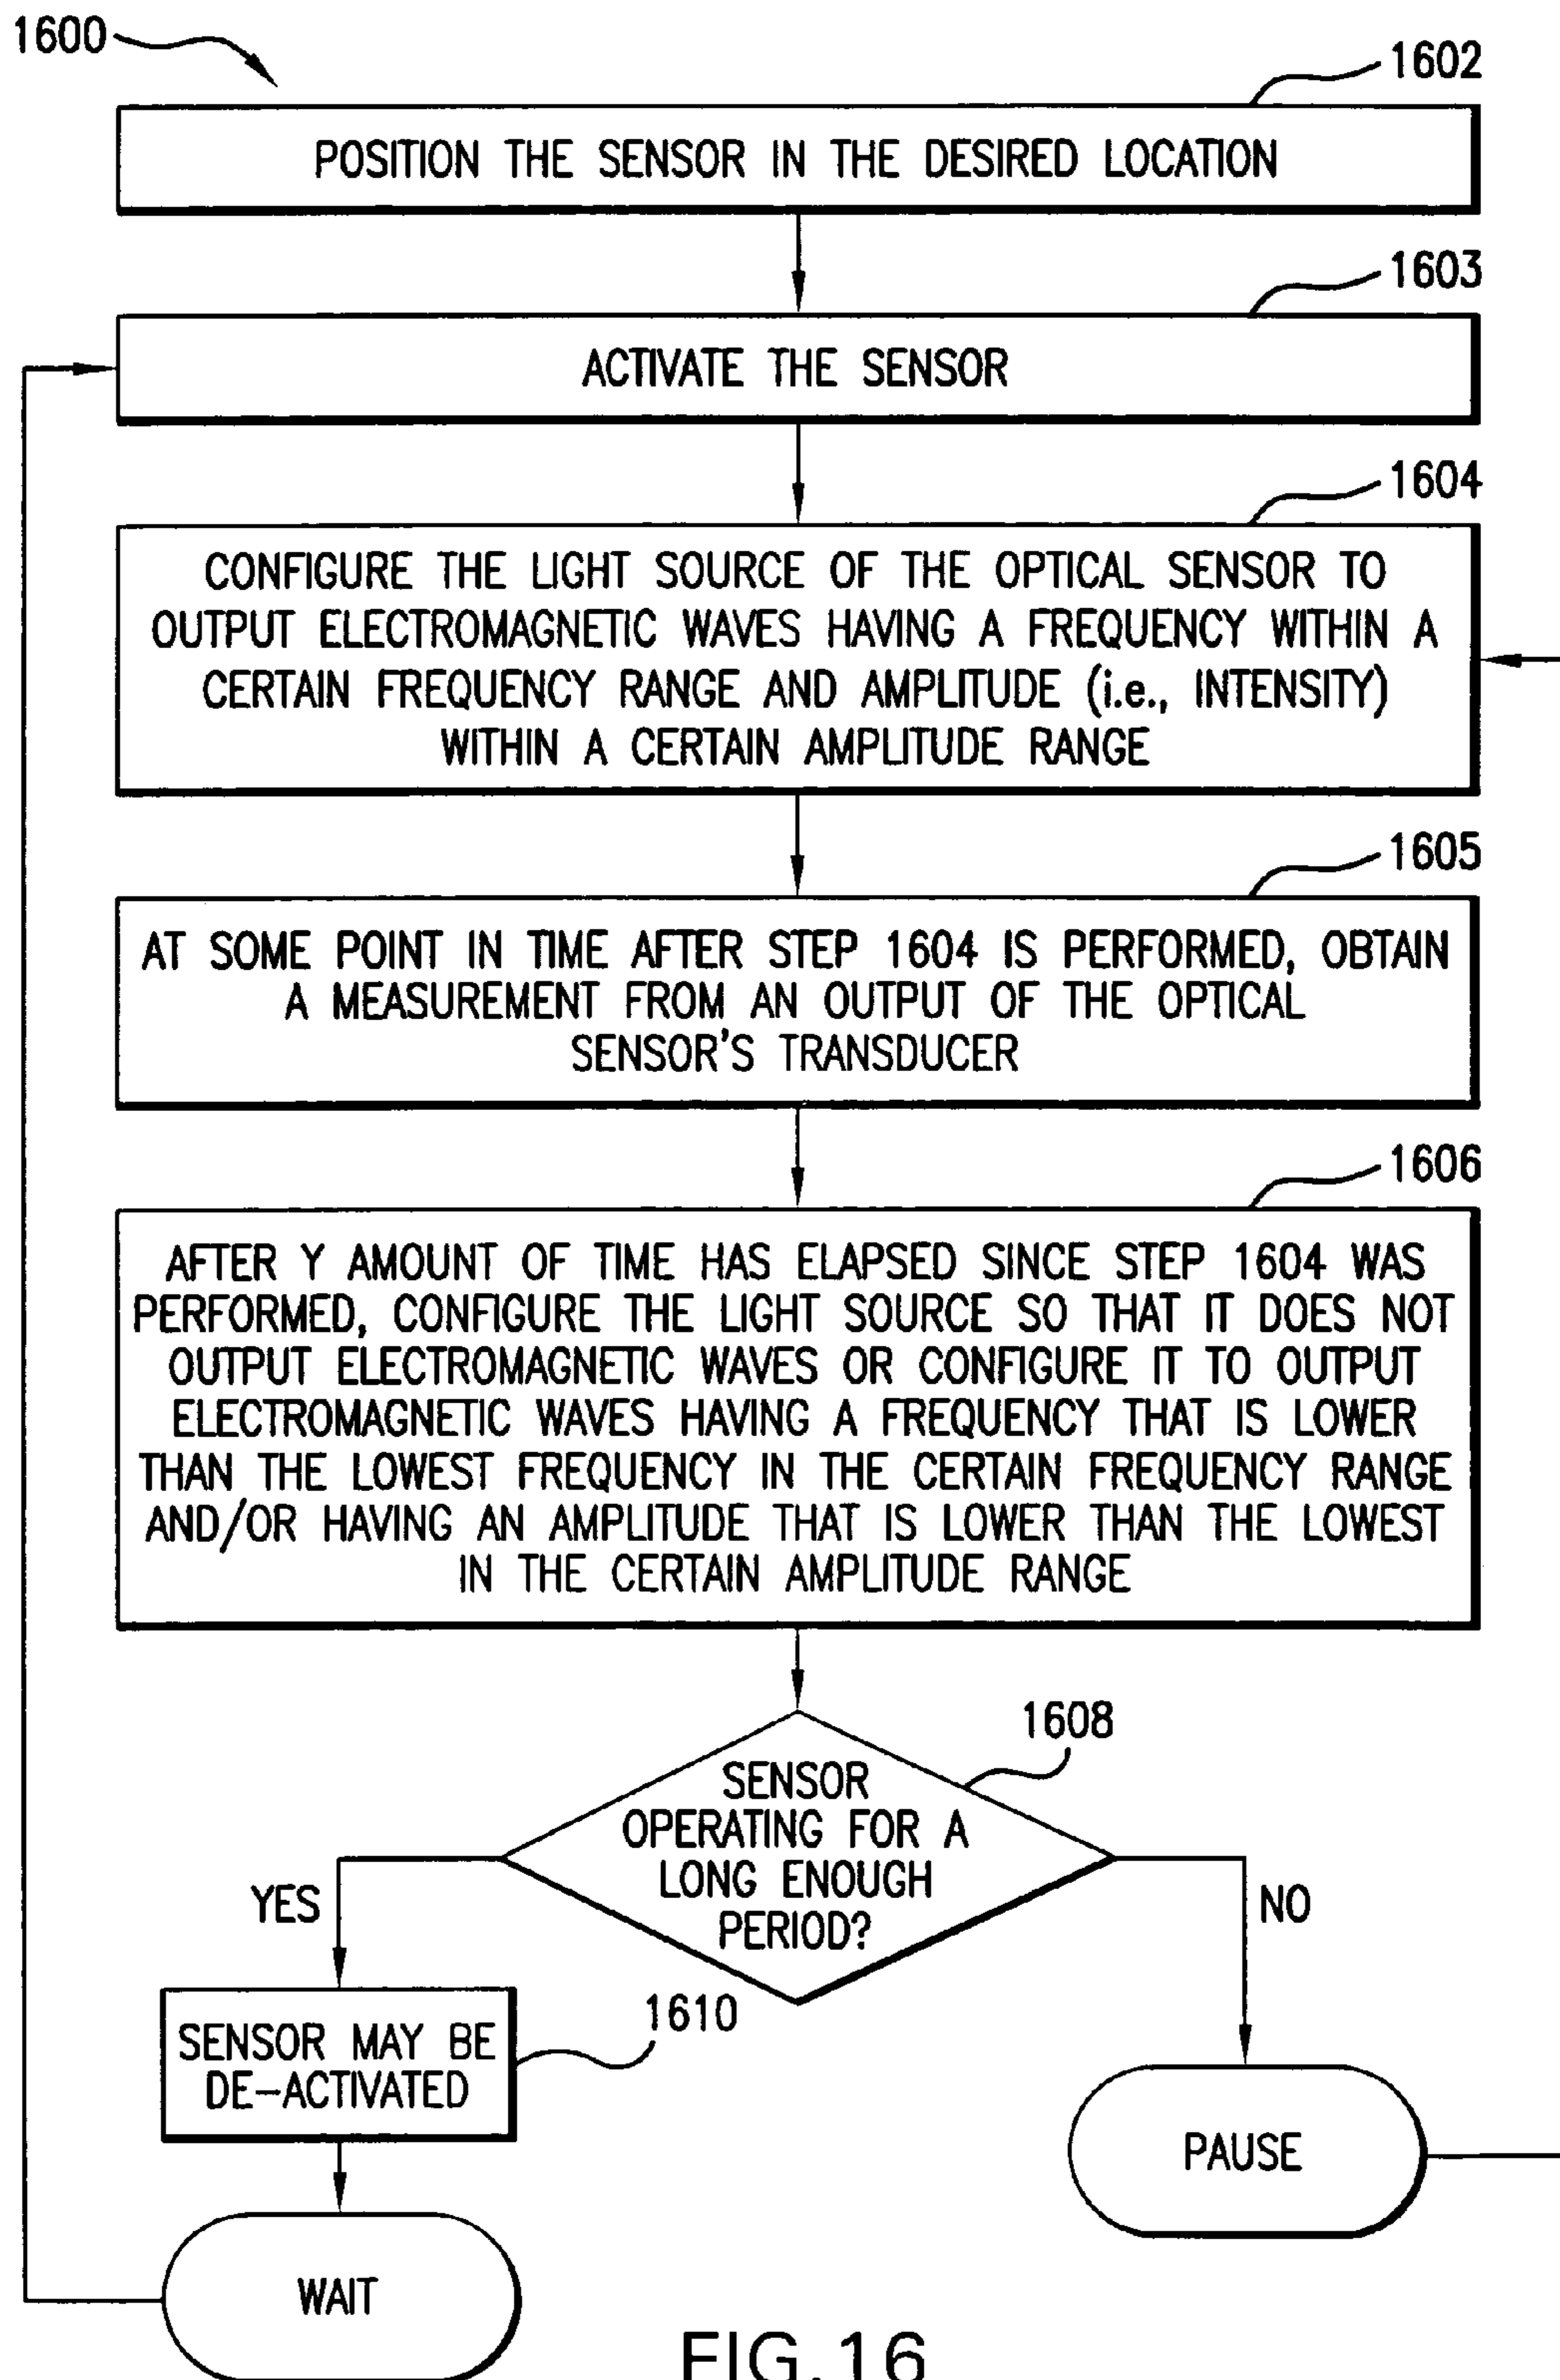 1600
1602
POSITION THE SENSOR IN THE DESIRED LOCATION
1603
ACTIVATE THE SENSOR
1604
CONFIGURE THE LIGHT SOURCE OF THE OPTICAL SENSOR TO
OUTPUT ELECTROMAGNETIC WAVES HAVING A FREQUENCY WITHIN A
CERTAIN FREQUENCY RANGE AND AMPLITUDE (i.e., INTENSITY)
WITHIN A CERTAIN AMPLITUDE RANGE
1605
AT SOME POINT IN TIME AFTER STEP 1604 IS PERFORMED, OBTAIN
A MEASUREMENT FROM AN OUTPUT OF THE OPTICAL
SENSOR'S TRANSDUCER
1606
AFTER Y AMOUNT OF TIME HAS ELAPSED SINCE STEP 1604 WAS
PERFORMED, CONFIGURE THE LIGHT SOURCE SO THAT IT DOES NOT
OUTPUT ELECTROMAGNETIC WAVES OR CONFIGURE IT TO OUTPUT
ELECTROMAGNETIC WAVES HAVING A FREQUENCY THAT IS LOWER
THAN THE LOWEST FREQUENCY IN THE CERTAIN FREQUENCY RANGE
AND/OR HAVING AN AMPLITUDE THAT IS LOWER THAN THE LOWEST
IN THE CERTAIN AMPLITUDE RANGE
1608
SENSOR
OPERATING FOR A
LONG ENOUGH
PERIOD?
YES
NO
1610
SENSOR MAY BE
DE-ACTIVATED
PAUSE
WAIT
FIG.16